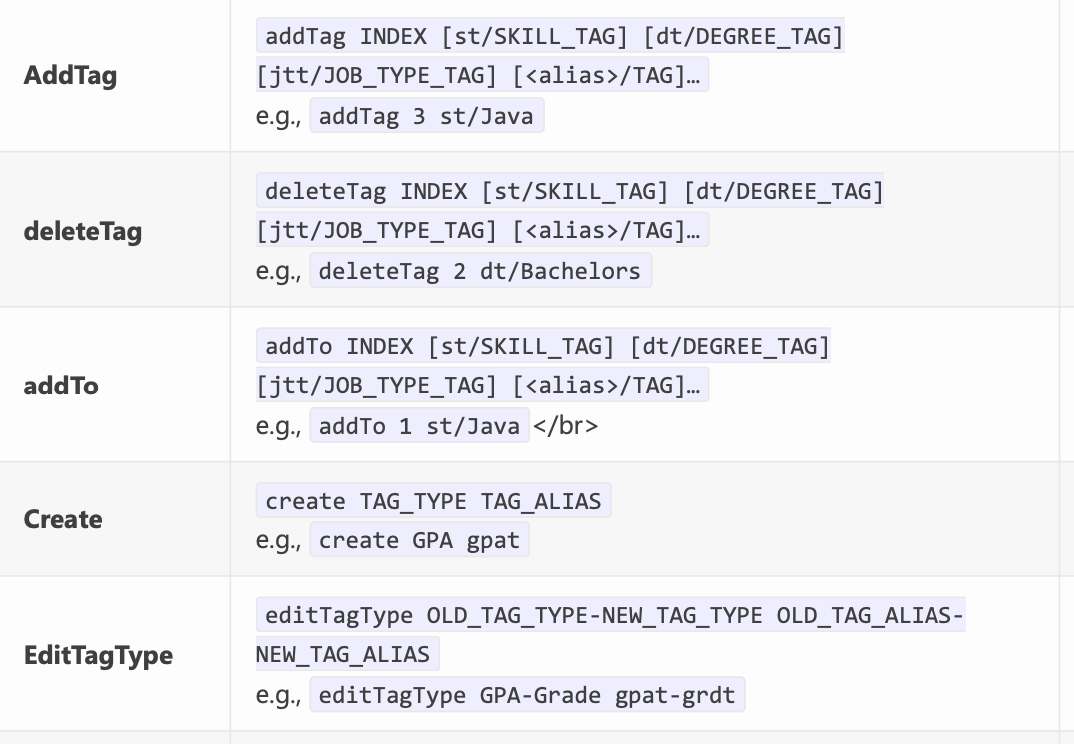 AddTag
addTag INDEX [st/SKILL_TAG] [dt/DEGREE_TAG]
[jtt/JOB_TYPE_TAG] [<alias>/TAG]…
e.g., addTag 3 st/Java
deleteTag
deleteTag INDEX [st/SKILL_TAG] [dt/DEGREE_TAG]
[jtt/JOB_TYPE_TAG] [<alias>/TAG]…
e.g., deleteTag 2 dt/Bachelors
addTo
addTo INDEX [st/SKILL_TAG] [dt/DEGREE_TAG]
[jtt/JOB_TYPE_TAG] [<alias>/TAG]…
e.g., addTo 1 st/Java </br>
Create
create TAG_TYPE TAG_ALIAS
e.g., create GPA gpat
EditTagType
editTagType OLD_TAG_TYPE-NEW_TAG_TYPE OLD_TAG_ALIAS-
NEW_TAG_ALIAS
e.g., editTagType GPA-Grade gpat-grdt